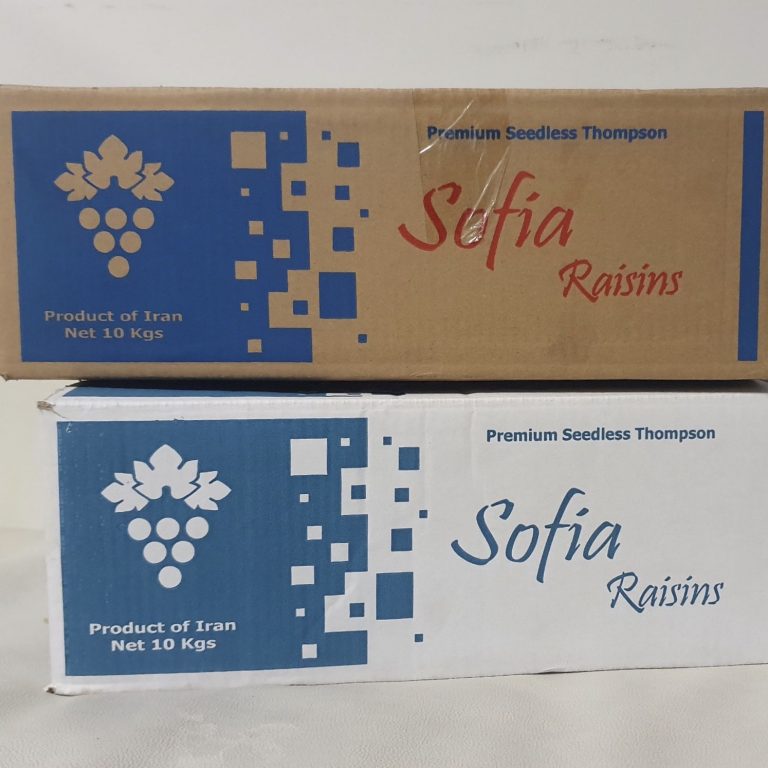 Premium Seedless Thompson
Sofia
Raisins
Product of Iran
Net 10 Kgs
Premium Seedless Thompson
Sofia
Raisins
Product of Iran
Net 10 Kgs